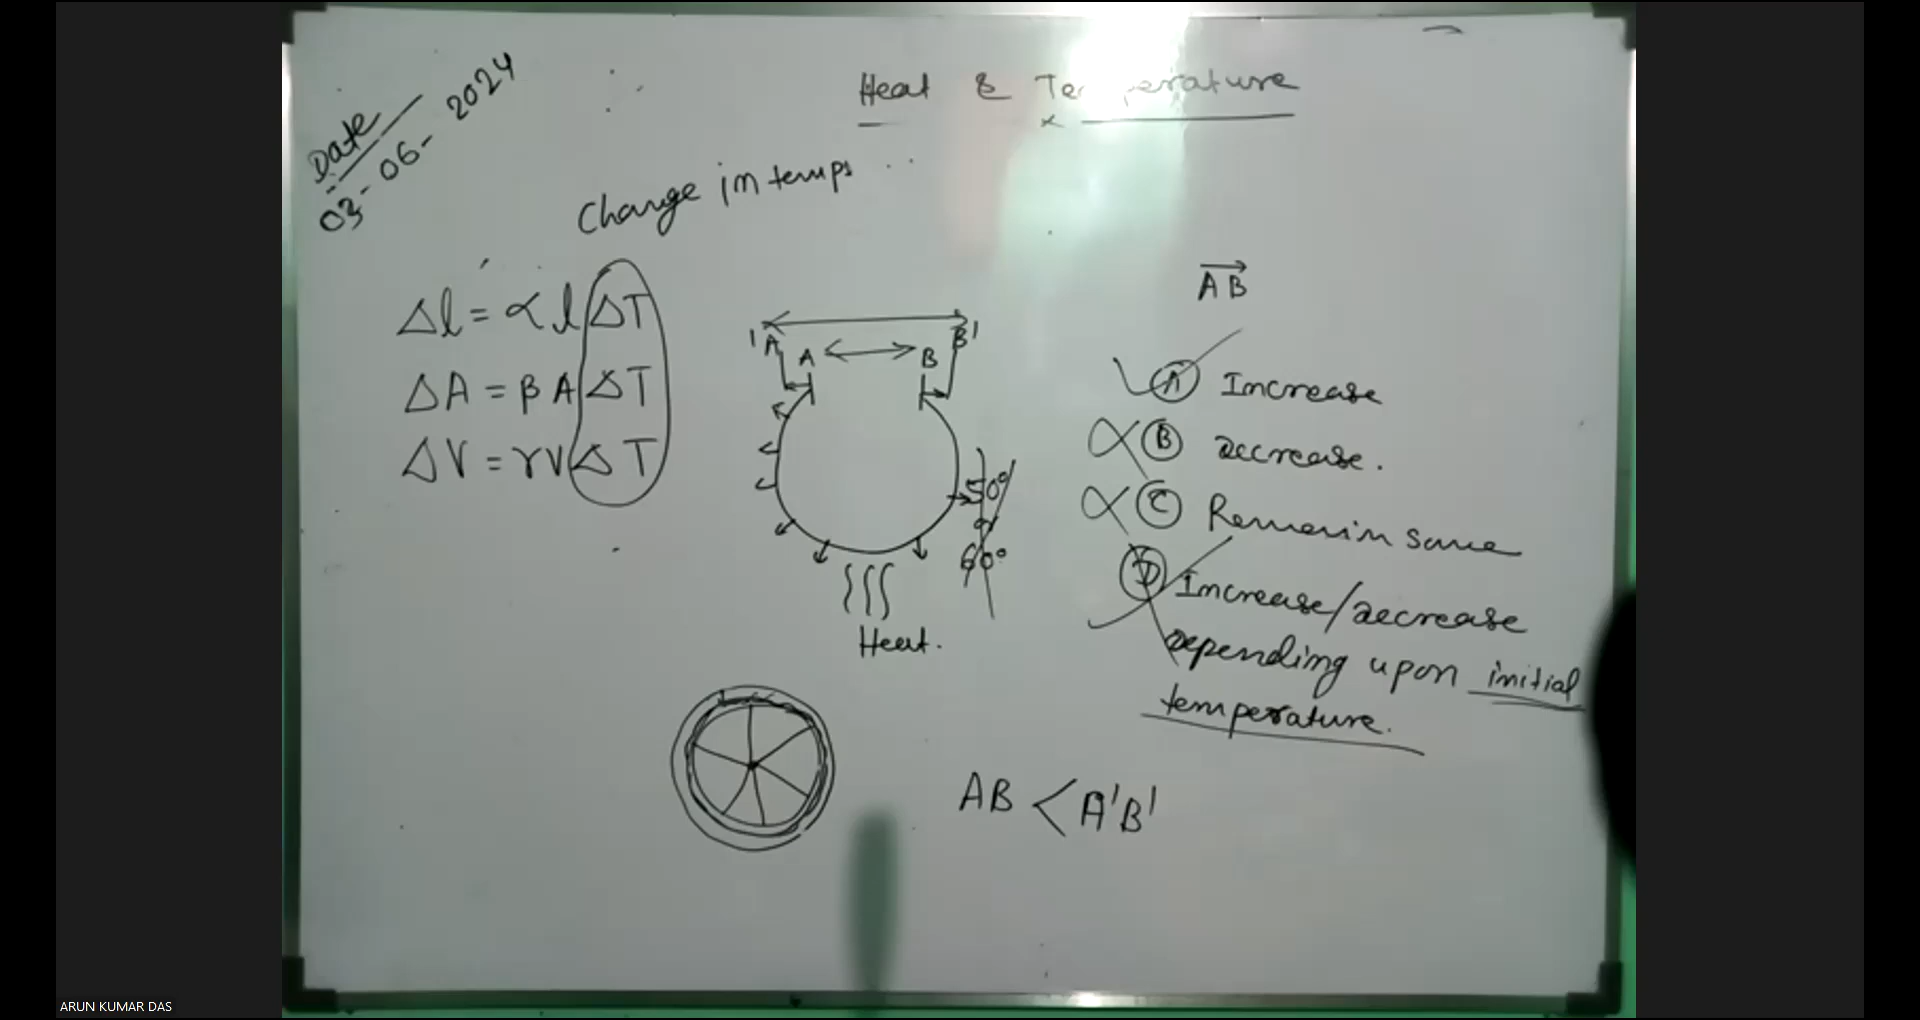 Date
03-06-2024
Heat & Temperature
Change in temps
Δl = αlΔT
ΔA = βAΔT
ΔV = γVΔT
AB
'A B'
A B
50°
60°
Heat.
A Increase
B decrease.
C Remain same
D Increase/decrease
depending upon initial
temperature.
AB < A'B'
ARUN KUMAR DAS